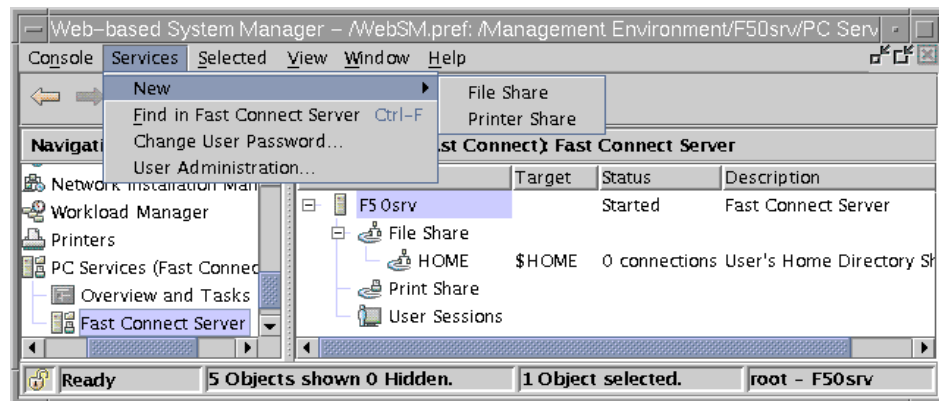 Web-based System Manager - /WebSM.pref: /Management Environment/F50srv/PC Serv
Console Services Selected View Window Help
New
File Share
Find in Fast Connect Server Ctrl-F
Printer Share
Change User Password...
User Administration...
Navigati
st Connect): Fast Connect Server
Target Status Description
Workload Manager
Printers
PC Services (Fast Connec
Overview and Tasks
Fast Connect Server
F50srv Started Fast Connect Server
File Share
HOME $HOME 0 connections User's Home Directory Sh
Print Share
User Sessions
Ready 5 Objects shown 0 Hidden. 1 Object selected. root - F50srv